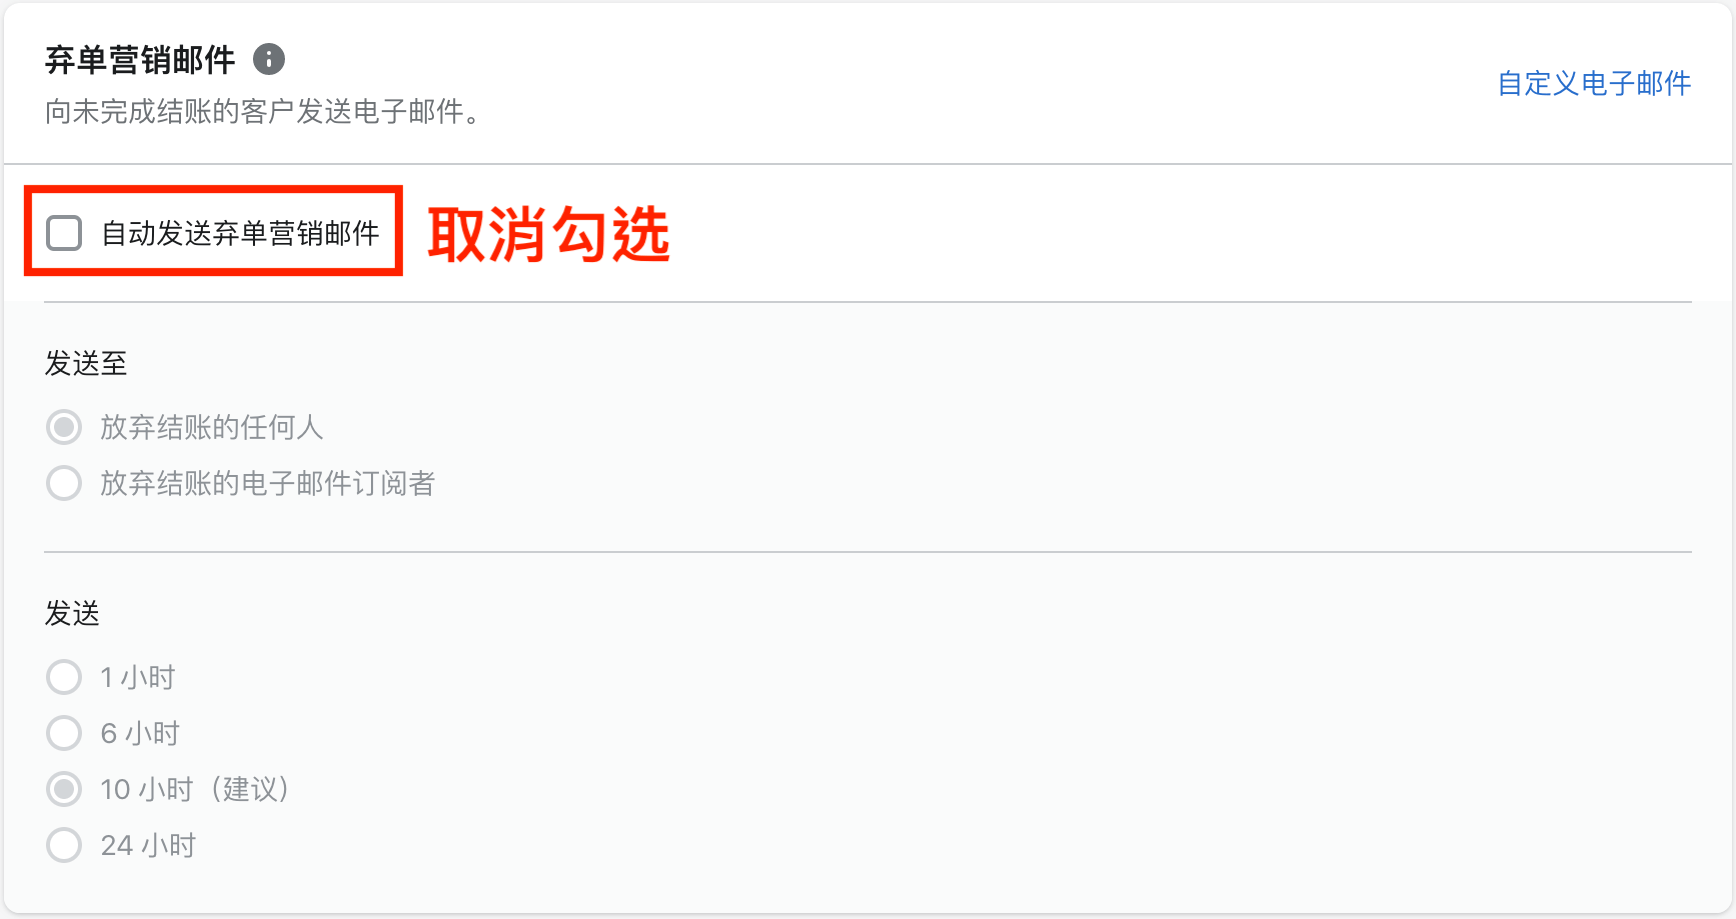 弃单营销邮件
向未完成结账的客户发送电子邮件。
自定义电子邮件
自动发送弃单营销邮件
取消勾选
发送至
放弃结账的任何人
放弃结账的电子邮件订阅者
发送
1 小时
6 小时
10 小时（建议）
24 小时